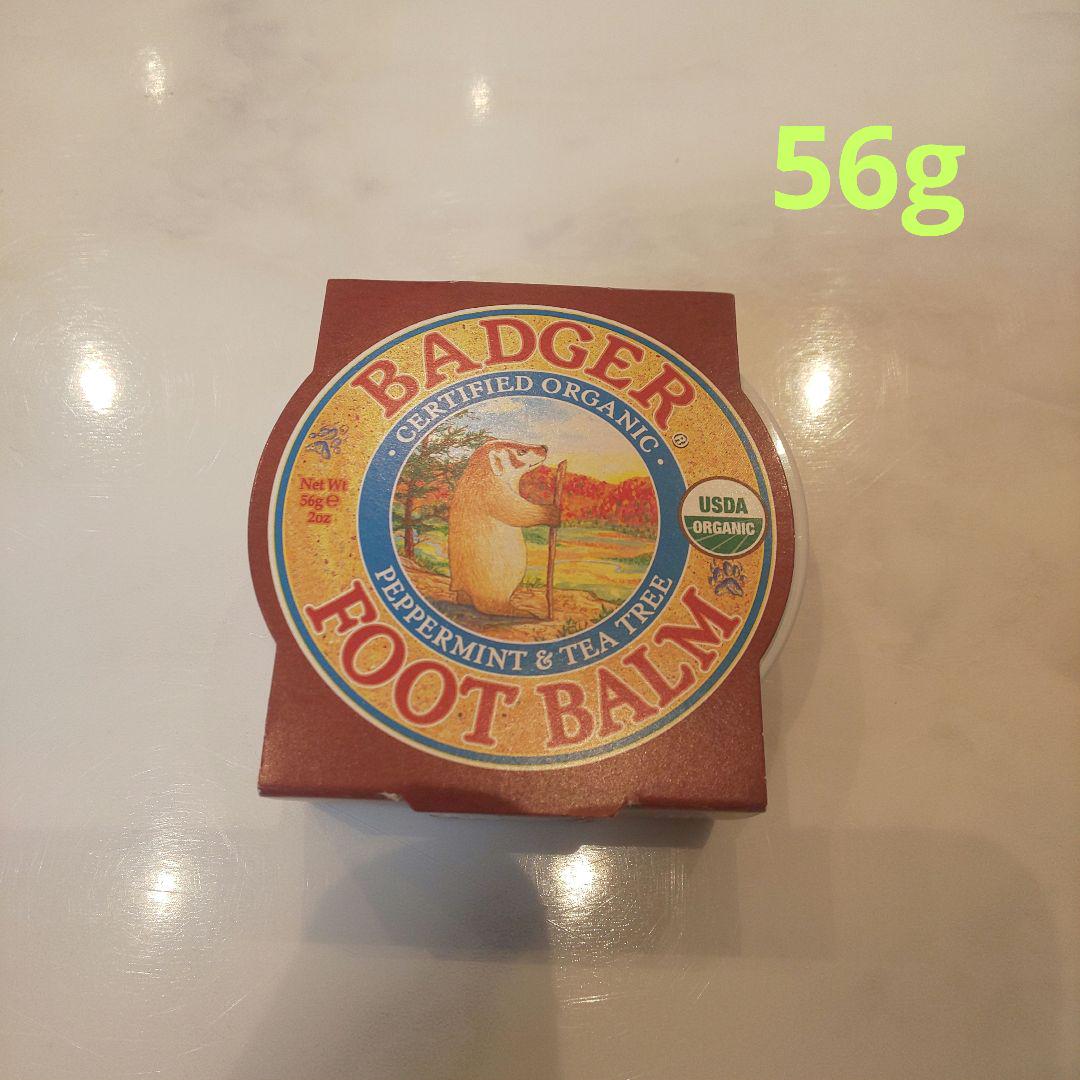 56g
BADGER®
• CERTIFIED ORGANIC •
Net Wt
56g ℮
2oz
USDA
ORGANIC
PEPPERMINT & TEA TREE
FOOT BALM